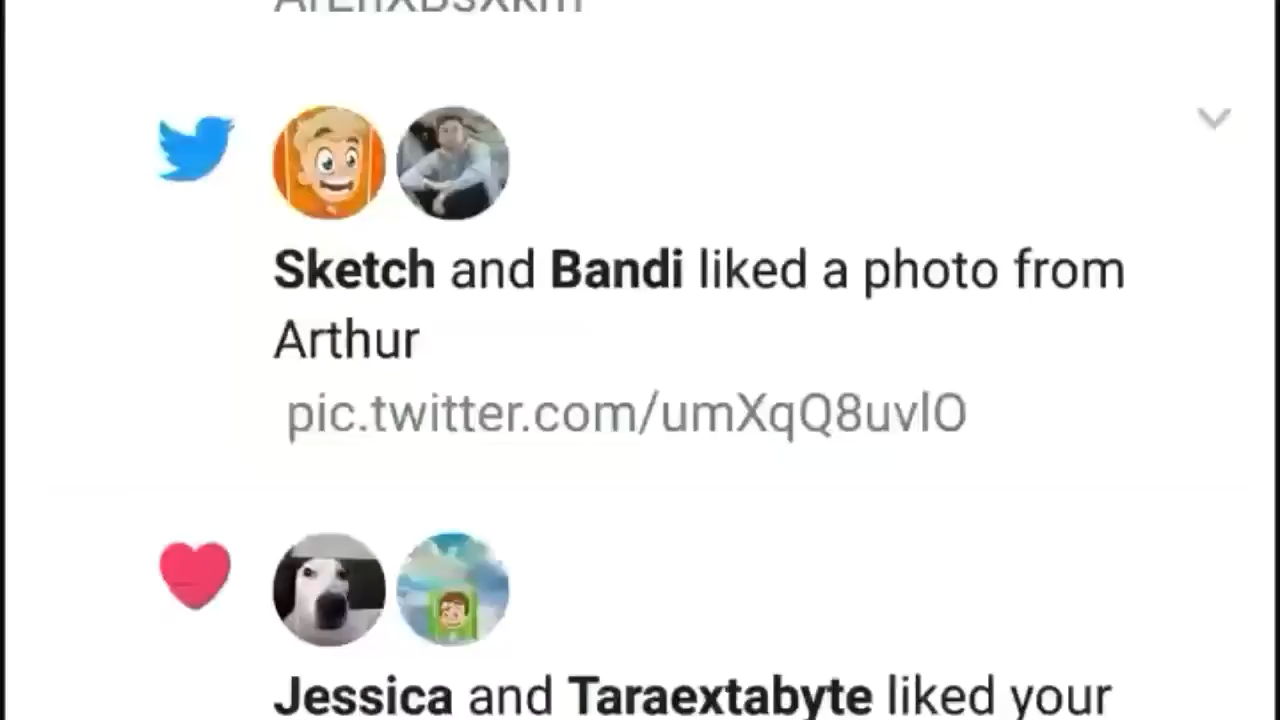 Sketch and Bandi liked a photo from
Arthur
pic.twitter.com/umXqQ8uvlO
Jessica and Taraextabyte liked your